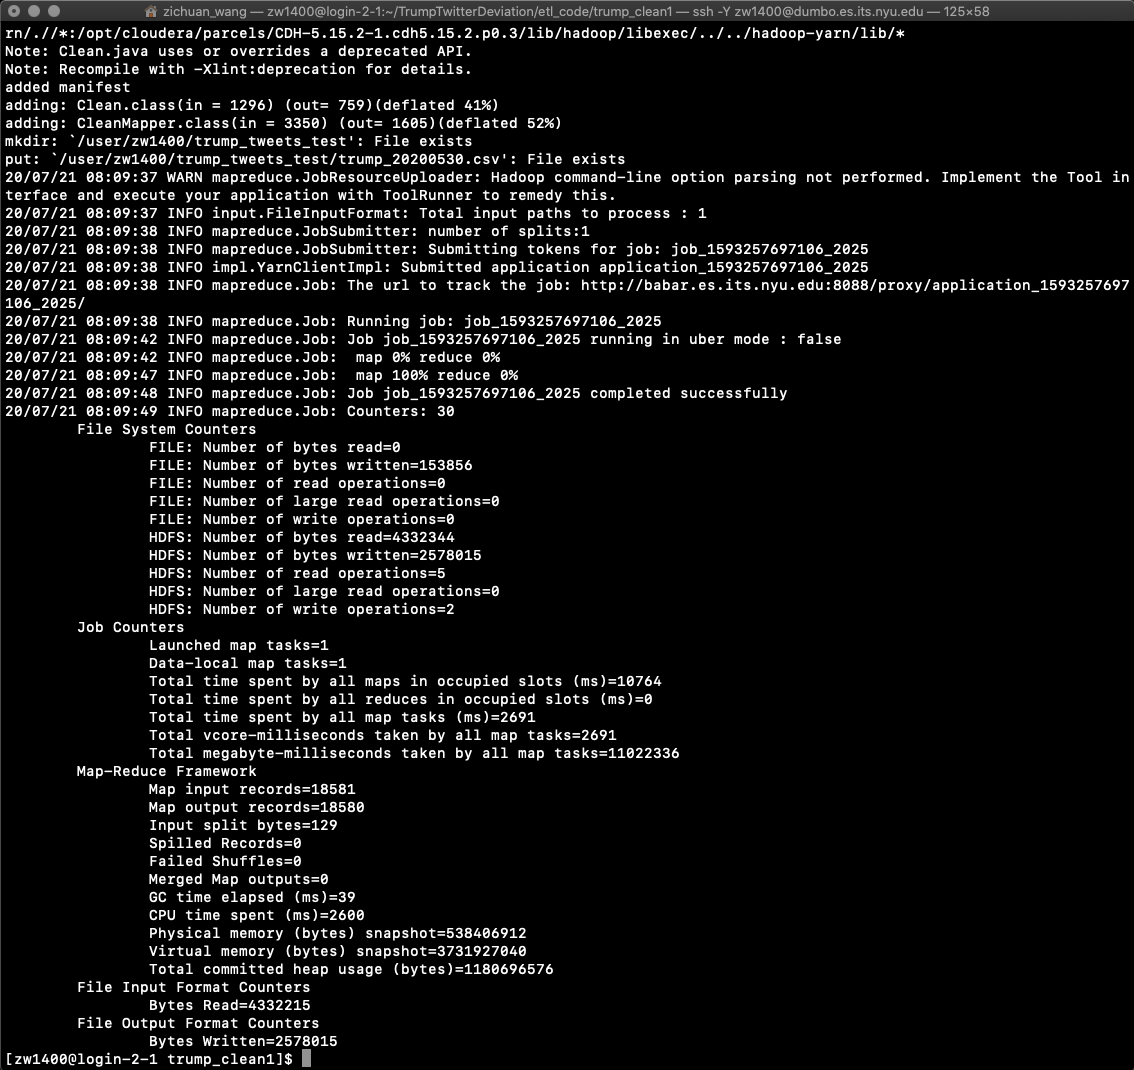 zichuan_wang — zw1400@login-2-1:~/TrumpTwitterDeviation/etl_code/trump_clean1 — ssh -Y zw1400@dumbo.es.its.nyu.edu — 125×58
rn/.//*:/opt/cloudera/parcels/CDH-5.15.2-1.cdh5.15.2.p0.3/lib/hadoop/libexec/../../hadoop-yarn/lib/*
Note: Clean.java uses or overrides a deprecated API.
Note: Recompile with -Xlint:deprecation for details.
added manifest
adding: Clean.class(in = 1296) (out= 759)(deflated 41%)
adding: CleanMapper.class(in = 3350) (out= 1605)(deflated 52%)
mkdir: `/user/zw1400/trump_tweets_test': File exists
put: `/user/zw1400/trump_tweets_test/trump_20200530.csv': File exists
20/07/21 08:09:37 WARN mapreduce.JobResourceUploader: Hadoop command-line option parsing not performed. Implement the Tool in
terface and execute your application with ToolRunner to remedy this.
20/07/21 08:09:37 INFO input.FileInputFormat: Total input paths to process : 1
20/07/21 08:09:38 INFO mapreduce.JobSubmitter: number of splits:1
20/07/21 08:09:38 INFO mapreduce.JobSubmitter: Submitting tokens for job: job_1593257697106_2025
20/07/21 08:09:38 INFO impl.YarnClientImpl: Submitted application application_1593257697106_2025
20/07/21 08:09:38 INFO mapreduce.Job: The url to track the job: http://babar.es.its.nyu.edu:8088/proxy/application_1593257697
106_2025/
20/07/21 08:09:38 INFO mapreduce.Job: Running job: job_1593257697106_2025
20/07/21 08:09:42 INFO mapreduce.Job: Job job_1593257697106_2025 running in uber mode : false
20/07/21 08:09:42 INFO mapreduce.Job:  map 0% reduce 0%
20/07/21 08:09:47 INFO mapreduce.Job:  map 100% reduce 0%
20/07/21 08:09:48 INFO mapreduce.Job: Job job_1593257697106_2025 completed successfully
20/07/21 08:09:49 INFO mapreduce.Job: Counters: 30
File System Counters
FILE: Number of bytes read=0
FILE: Number of bytes written=153856
FILE: Number of read operations=0
FILE: Number of large read operations=0
FILE: Number of write operations=0
HDFS: Number of bytes read=4332344
HDFS: Number of bytes written=2578015
HDFS: Number of read operations=5
HDFS: Number of large read operations=0
HDFS: Number of write operations=2
Job Counters
Launched map tasks=1
Data-local map tasks=1
Total time spent by all maps in occupied slots (ms)=10764
Total time spent by all reduces in occupied slots (ms)=0
Total time spent by all map tasks (ms)=2691
Total vcore-milliseconds taken by all map tasks=2691
Total megabyte-milliseconds taken by all map tasks=11022336
Map-Reduce Framework
Map input records=18581
Map output records=18580
Input split bytes=129
Spilled Records=0
Failed Shuffles=0
Merged Map outputs=0
GC time elapsed (ms)=39
CPU time spent (ms)=2600
Physical memory (bytes) snapshot=538406912
Virtual memory (bytes) snapshot=3731927040
Total committed heap usage (bytes)=1180696576
File Input Format Counters
Bytes Read=4332215
File Output Format Counters
Bytes Written=2578015
[zw1400@login-2-1 trump_clean1]$